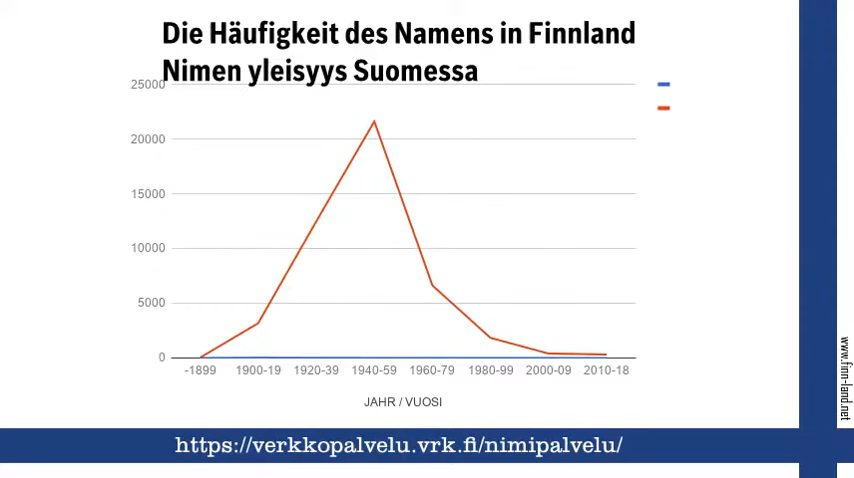 Die Häufigkeit des Namens in Finnland
Nimen yleisyys Suomessa
25000
20000
15000
10000
5000
0
-1899 1900-19 1920-39 1940-59 1960-79 1980-99 2000-09 2010-18
JAHR / VUOSI
https://verkkopalvelu.vrk.fi/nimipalvelu/
www.finn-land.net